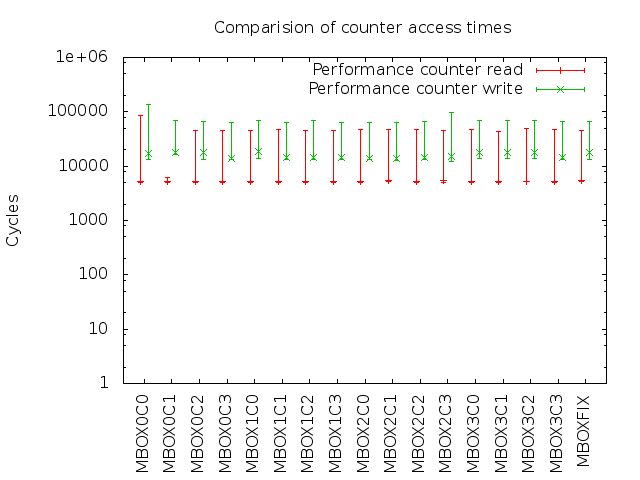 Comparision of counter access times
1e+06
100000
10000
1000
100
10
1
Cycles
Performance counter read
Performance counter write
MBOX0C0
MBOX0C1
MBOX0C2
MBOX0C3
MBOX1C0
MBOX1C1
MBOX1C2
MBOX1C3
MBOX2C0
MBOX2C1
MBOX2C2
MBOX2C3
MBOX3C0
MBOX3C1
MBOX3C2
MBOX3C3
MBOXFIX